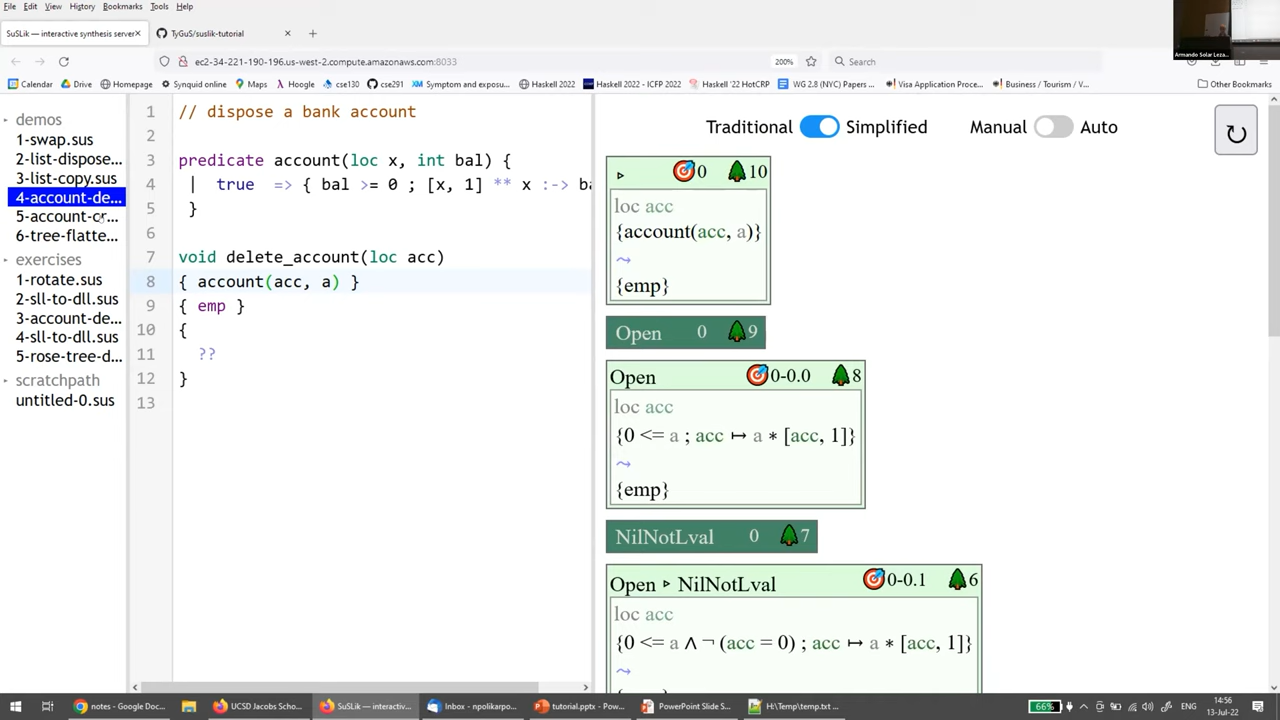 File Edit View History Bookmarks Tools Help
SuSLik — interactive synthesis server
TyGuS/suslik-tutorial
ec2-34-221-190-196.us-west-2.compute.amazonaws.com:8033
200%
Search
Calendar Drive Homepage Synquid online Maps Hoogle cse130 cse291 Symptom and exposu... Haskell 2022 Haskell 2022 - ICFP 2022 Haskell '22 HotCRP WG 2.8 (NYC) Papers ... Visa Application Proce... Business / Tourism / V... Other Bookmarks
Armando Solar Leza...
demos
1-swap.sus
2-list-dispose...
3-list-copy.sus
4-account-de...
5-account-cr...
6-tree-flatte...
exercises
1-rotate.sus
2-sll-to-dll.sus
3-account-de...
4-sll-to-dll.sus
5-rose-tree-d...
scratchpath
untitled-0.sus
1 // dispose a bank account
2
3 predicate account(loc x, int bal) {
4 | true => { bal >= 0 ; [x, 1] ** x :-> ba
5 }
6
7 void delete_account(loc acc)
8 { account(acc, a) }
9 { emp }
10 {
11 ??
12 }
13
Traditional Simplified Manual Auto
▹ 0 10
loc acc
{account(acc, a)}
⤳
{emp}
Open 0 9
Open 0-0.0 8
loc acc
{0 <= a ; acc ↦ a * [acc, 1]}
⤳
{emp}
NilNotLval 0 7
Open ▹ NilNotLval 0-0.1 6
loc acc
{0 <= a ∧ ¬ (acc = 0) ; acc ↦ a * [acc, 1]}
⤳
notes - Google Doc... UCSD Jacobs Scho... SuSLik — interactiv... Inbox - npolikarpo... tutorial.pptx - Pow... PowerPoint Slide S... H:\Temp\temp.txt ... 66% ENG 14:56
13-Jul-22